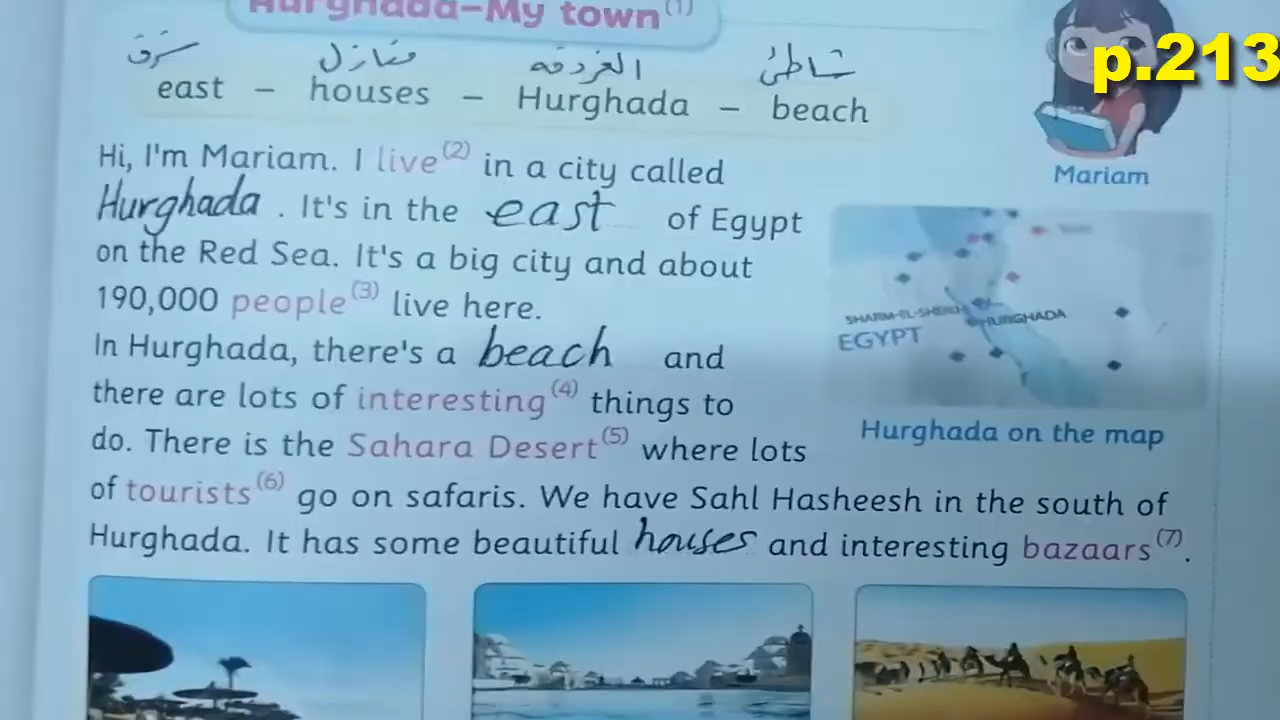 Hurghada-My town(1)
p.213
شرق منازل الغردقة شاطئ
east – houses – Hurghada – beach
Mariam
Hi, I'm Mariam. I live(2) in a city called
Hurghada . It's in the east of Egypt
on the Red Sea. It's a big city and about
190,000 people(3) live here.
In Hurghada, there's a beach and
there are lots of interesting(4) things to
do. There is the Sahara Desert(5) where lots
of tourists(6) go on safaris. We have Sahl Hasheesh in the south of
Hurghada. It has some beautiful houses and interesting bazaars(7).
SHARM-EL-SHEIKH
HURGHADA
EGYPT
Hurghada on the map